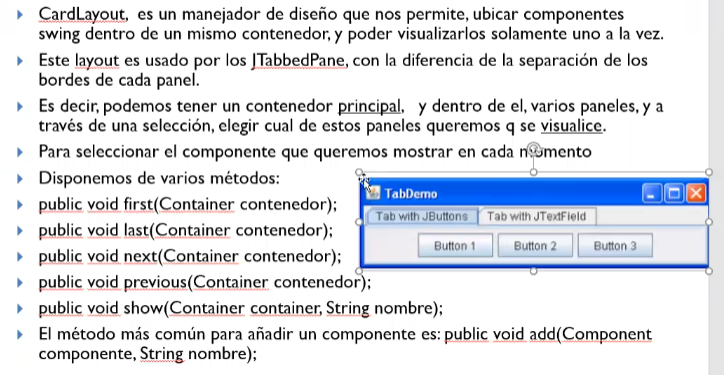 CardLayout, es un manejador de diseño que nos permite, ubicar componentes
swing dentro de un mismo contenedor, y poder visualizarlos solamente uno a la vez.
Este layout es usado por los JTabbedPane, con la diferencia de la separación de los
bordes de cada panel.
Es decir, podemos tener un contenedor principal, y dentro de el, varios paneles, y a
través de una selección, elegir cual de estos paneles queremos q se visualice.
Para seleccionar el componente que queremos mostrar en cada momento
Disponemos de varios métodos:
public void first(Container contenedor);
public void last(Container contenedor);
public void next(Container contenedor);
public void previous(Container contenedor);
public void show(Container container, String nombre);
El método más común para añadir un componente es: public void add(Component
componente, String nombre);
TabDemo
Tab with JButtons Tab with JTextField
Button 1 Button 2 Button 3